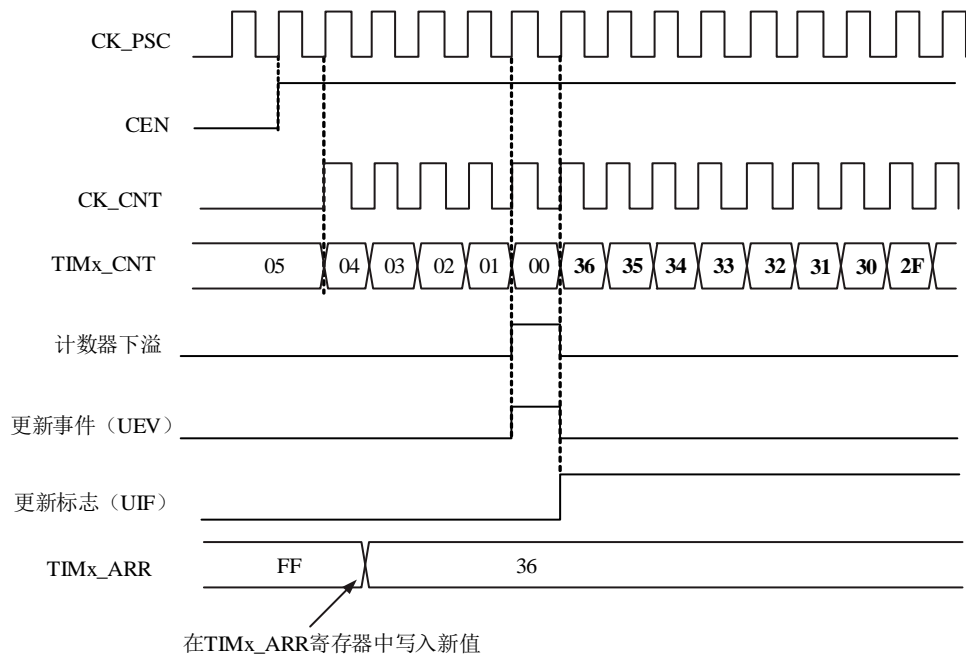 CK_PSC
CEN
CK_CNT
TIMx_CNT 05 04 03 02 01 00 36 35 34 33 32 31 30 2F
计数器下溢
更新事件（UEV）
更新标志（UIF）
TIMx_ARR FF 36
在TIMx_ARR寄存器中写入新值